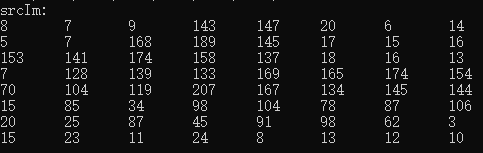 srcIm:
8 7 9 143 147 20 6 14
5 7 168 189 145 17 15 16
153 141 174 158 137 18 16 13
7 128 139 133 169 165 174 154
70 104 119 207 167 134 145 144
15 85 34 98 104 78 87 106
20 25 87 45 91 98 62 3
15 23 11 24 8 13 12 10